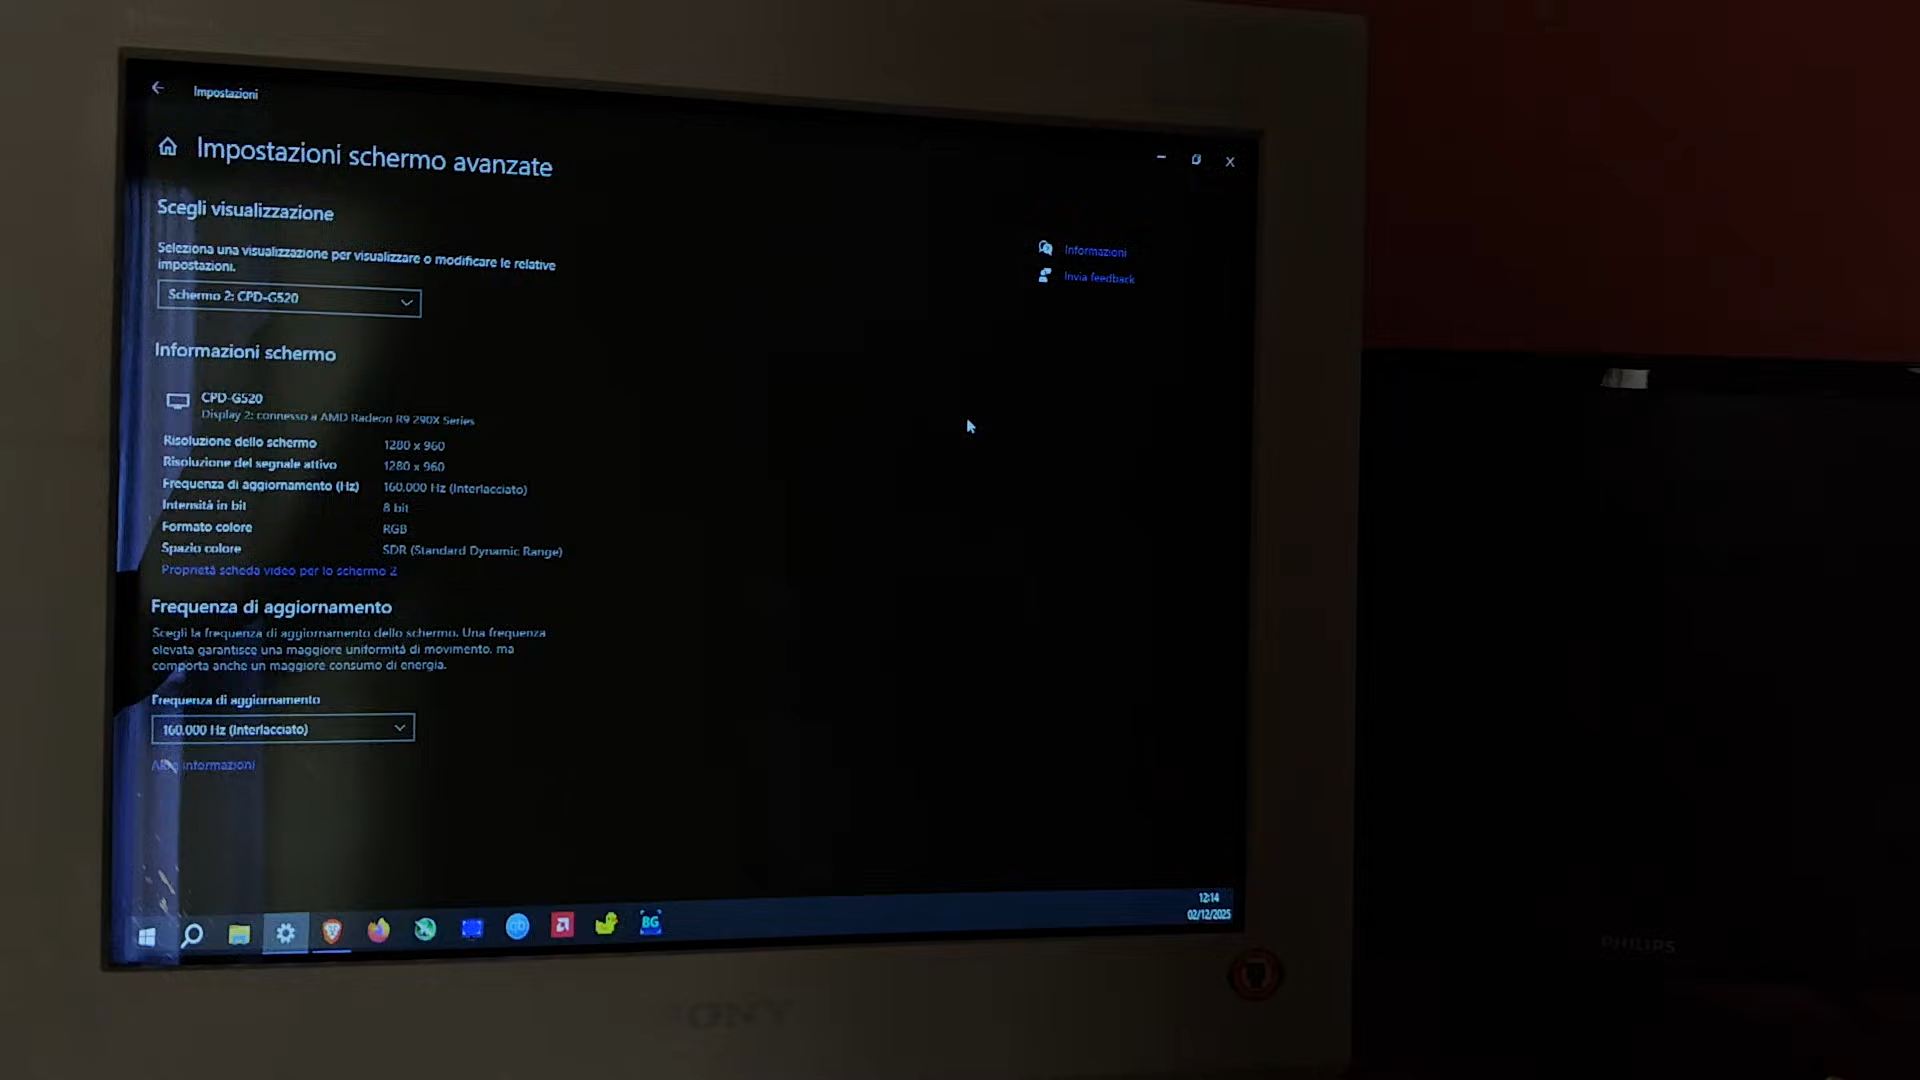 Impostazioni
Impostazioni schermo avanzate
Scegli visualizzazione
Seleziona una visualizzazione per visualizzare o modificare le relative
impostazioni.
Schermo 2: CPD-G520
Informazioni
Invia feedback
Informazioni schermo
CPD-G520
Display 2: connesso a AMD Radeon R9 290X Series
Risoluzione dello schermo 1280 x 960
Risoluzione del segnale attivo 1280 x 960
Frequenza di aggiornamento (Hz) 160.000 Hz (Interlacciato)
Intensità in bit 8 bit
Formato colore RGB
Spazio colore SDR (Standard Dynamic Range)
Proprietà scheda video per lo schermo 2
Frequenza di aggiornamento
Scegli la frequenza di aggiornamento dello schermo. Una frequenza
elevata garantisce una maggiore uniformità di movimento, ma
comporta anche un maggiore consumo di energia.
Frequenza di aggiornamento
160.000 Hz (Interlacciato)
Altre informazioni
qb
BG
12:14
02/12/2025
SONY
PHILIPS